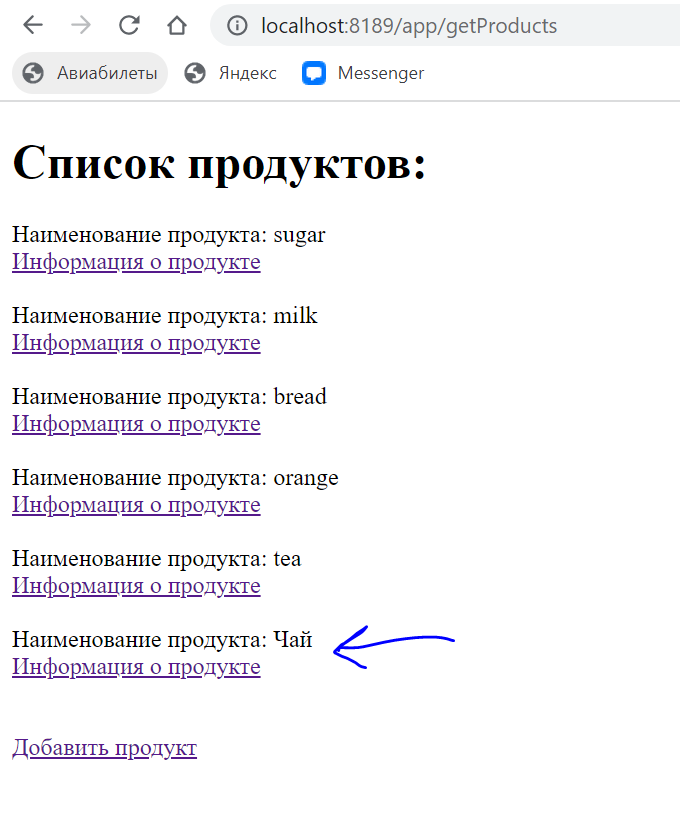 localhost:8189/app/getProducts
Авиабилеты Яндекс Messenger
Список продуктов:
Наименование продукта: sugar
Информация о продукте
Наименование продукта: milk
Информация о продукте
Наименование продукта: bread
Информация о продукте
Наименование продукта: orange
Информация о продукте
Наименование продукта: tea
Информация о продукте
Наименование продукта: Чай
Информация о продукте
Добавить продукт